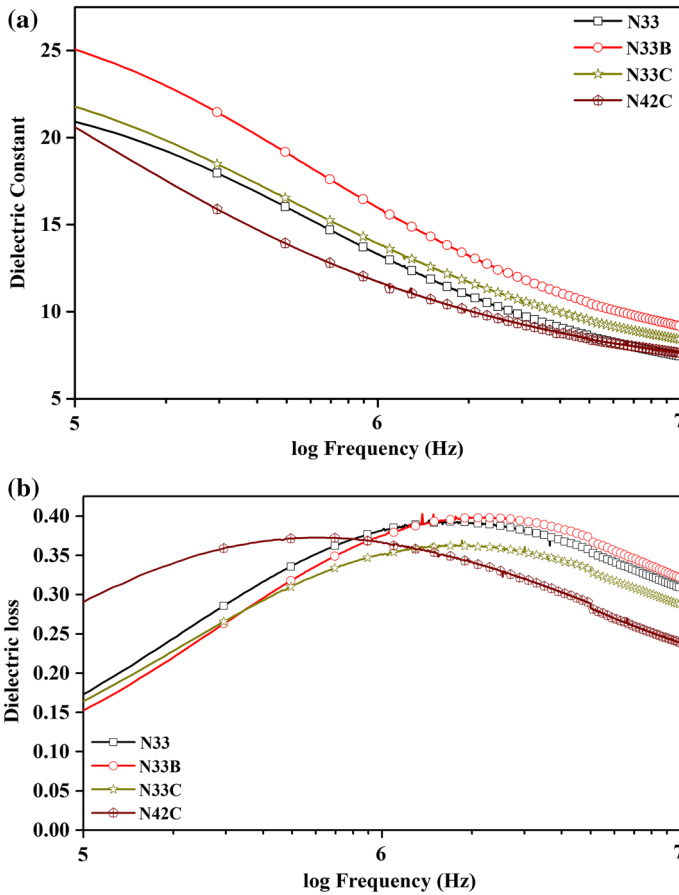 (a)
N33
N33B
N33C
N42C
25
20
15
10
5
Dielectric Constant
5
6
7
log Frequency (Hz)
(b)
0.40
0.35
0.30
0.25
0.20
0.15
0.10
0.05
0.00
Dielectric loss
N33
N33B
N33C
N42C
5
6
7
log Frequency (Hz)